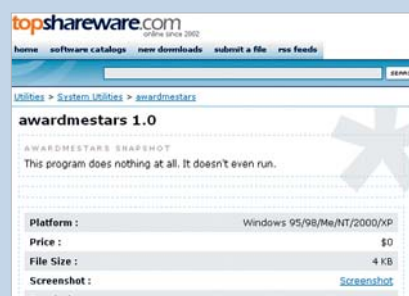 topshareware.com
online since 2002
home software catalogs new downloads submit a file rss feeds
Utilities > System Utilities > awardmestars
awardmestars 1.0
AWARDMESTARS SNAPSHOT
This program does nothing at all. It doesn't even run.
Platform : Windows 95/98/Me/NT/2000/XP
Price : $0
File Size : 4 KB
Screenshot : Screenshot